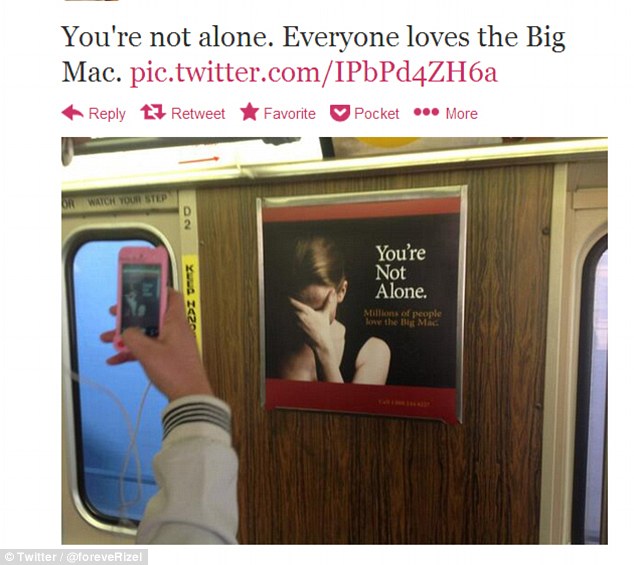 You're not alone. Everyone loves the Big
Mac. pic.twitter.com/IPbPd4ZH6a
Reply Retweet Favorite Pocket More
OR WATCH YOUR STEP
D
2
KEEP HAND
You're
Not
Alone.
Millions of people
love the Big Mac.
© Twitter / @foreveRizel